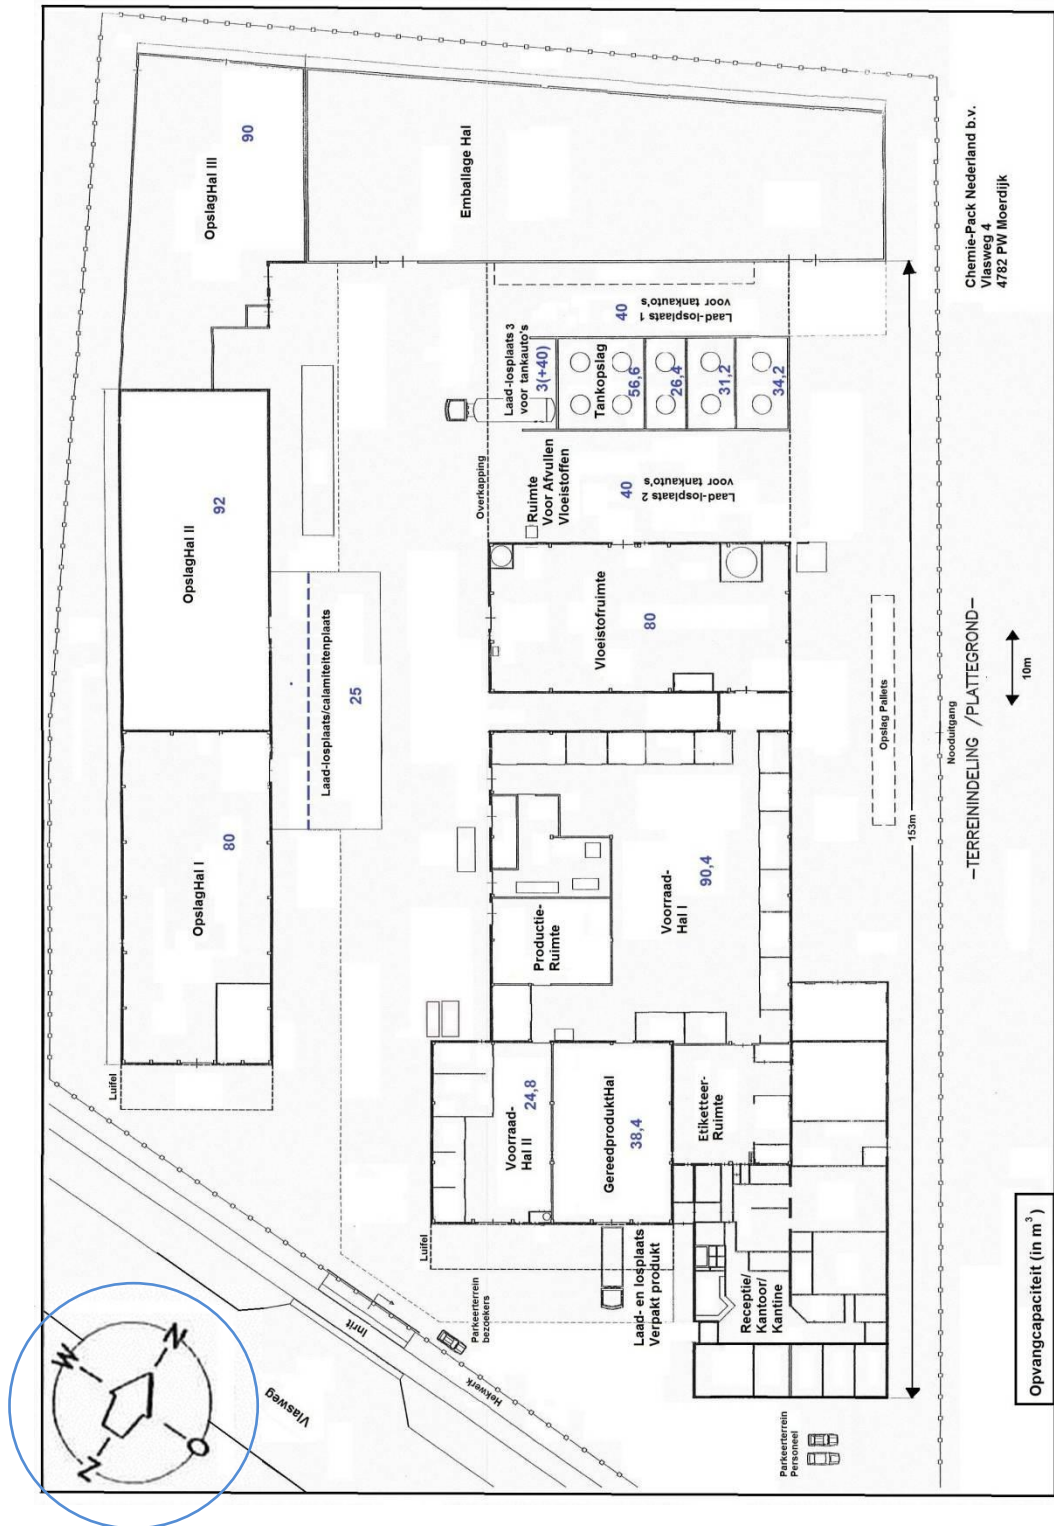 OpslagHal III
90
Emballage Hal
OpslagHal II
92
OpslagHal I
80
Luifel
Laad-losplaats/calamiteitenplaats
25
Overkapping
Laad-losplaats 3
voor tankauto's
3(+40)
Tankopslag
56,6
26,4
31,2
34,2
Laad-losplaats 1
voor tankauto's
40
Ruimte
Voor Afvullen
Vloeistoffen
Laad-losplaats 2
voor tankauto's
40
Vloeistofruimte
80
Productie-
Ruimte
Voorraad-
Hal I
90,4
Voorraad-
Hal II
24,8
GereedproduktHal
38,4
Etiketteer-
Ruimte
Luifel
Laad- en losplaats
Verpakt produkt
Receptie/
Kantoor/
Kantine
Parkeerterrein
bezoekers
Inrit
Hekwerk
Vlasweg
N
W
Z
O
Parkeerterrein
Personeel
Opslag Pallets
153m
Nooduitgang
-TERREININDELING /PLATTEGROND-
10m
Chemie-Pack Nederland b.v.
Vlasweg 4
4782 PW Moerdijk
Opvangcapaciteit (in m³)